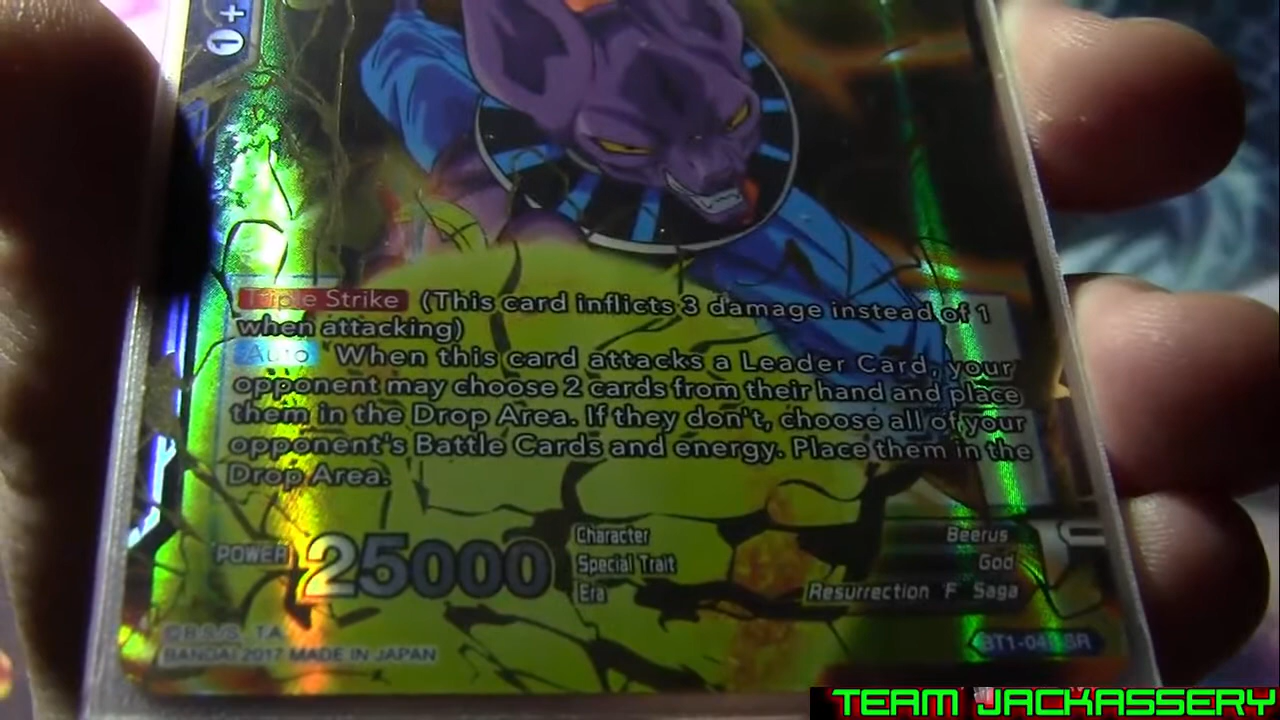 1 +
Triple Strike (This card inflicts 3 damage instead of 1
when attacking)
Auto When this card attacks a Leader Card, your
opponent may choose 2 cards from their hand and place
them in the Drop Area. If they don't, choose all of your
opponent's Battle Cards and energy. Place them in the
Drop Area.
POWER 25000
Character Beerus
Special Trait God
Era Resurrection 'F' Saga
©B.S./S., T.A.
BANDAI 2017 MADE IN JAPAN
SR
TEAM JACKASSERY